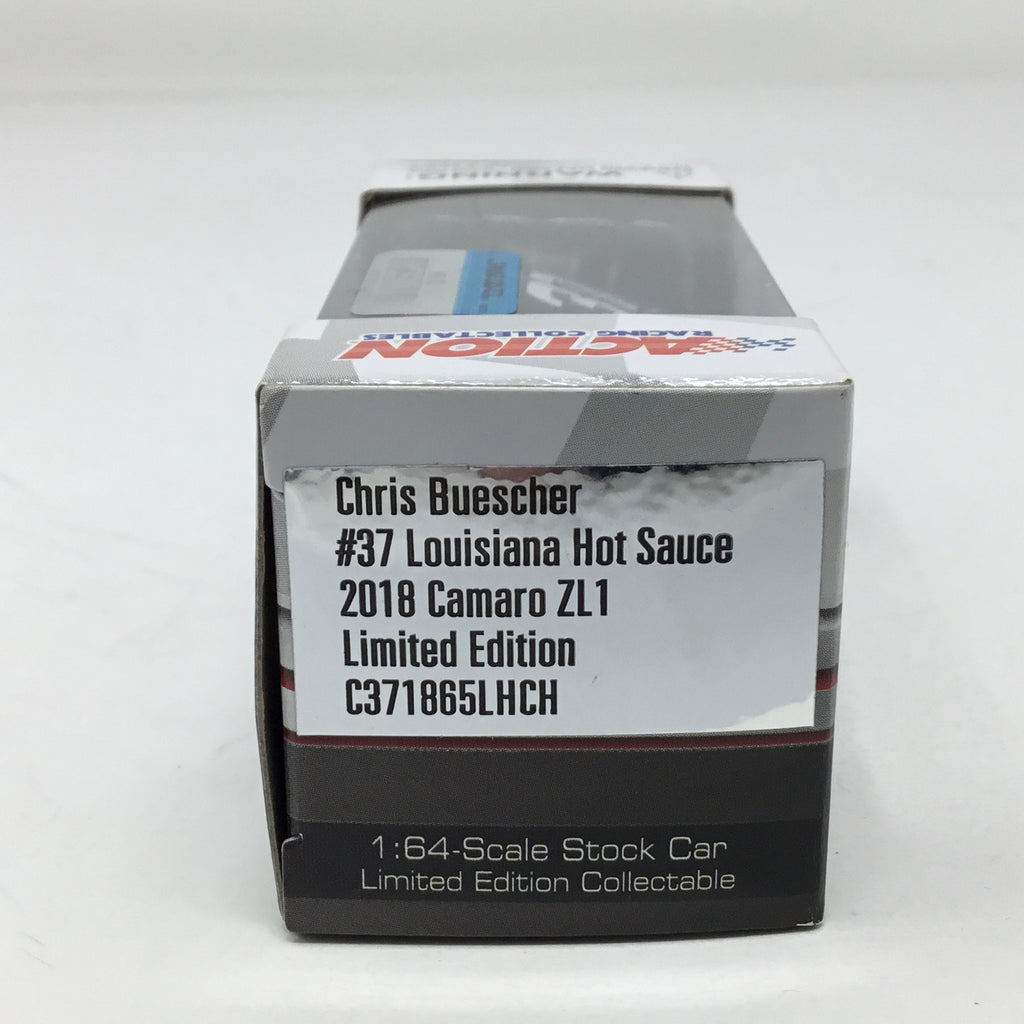 WARNING
ACTION
RACING COLLECTABLES
Chris Buescher
#37 Louisiana Hot Sauce
2018 Camaro ZL1
Limited Edition
C371865LHCH
1:64-Scale Stock Car
Limited Edition Collectable